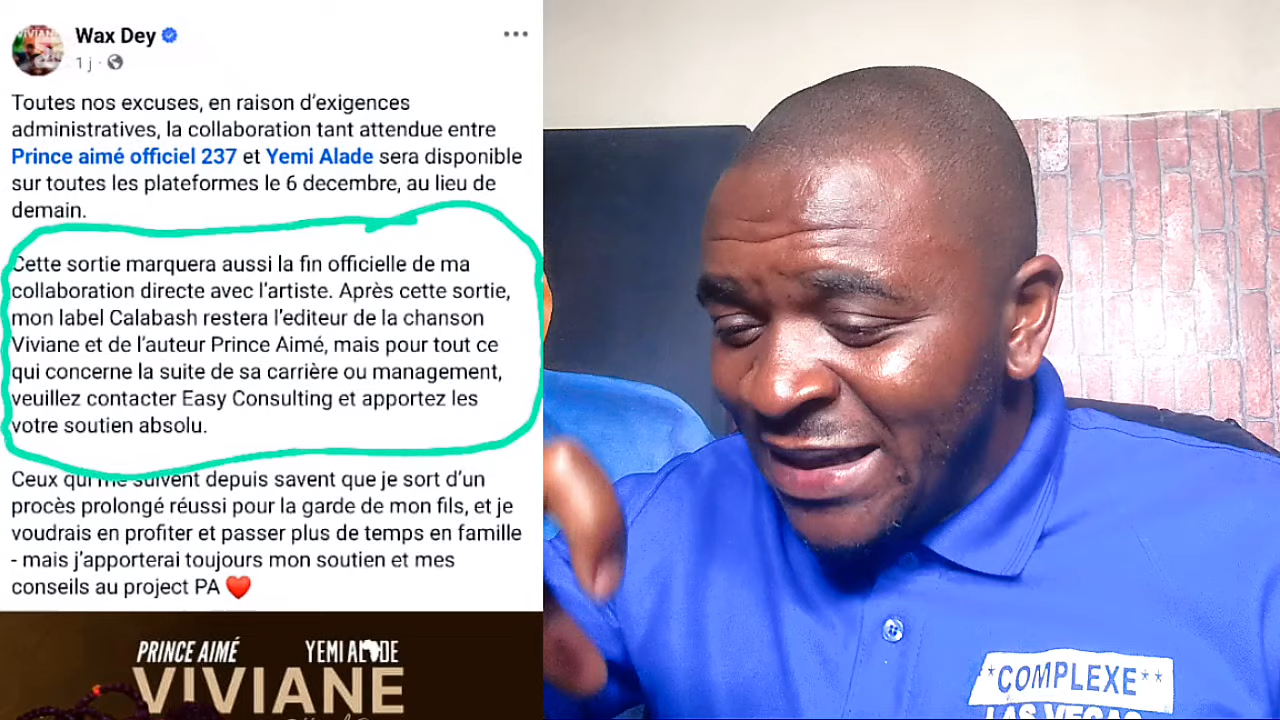 Wax Dey
1 j
Toutes nos excuses, en raison d'exigences
administratives, la collaboration tant attendue entre
Prince aimé officiel 237 et Yemi Alade sera disponible
sur toutes les plateformes le 6 decembre, au lieu de
demain.
Cette sortie marquera aussi la fin officielle de ma
collaboration directe avec l'artiste. Après cette sortie,
mon label Calabash restera l'editeur de la chanson
Viviane et de l'auteur Prince Aimé, mais pour tout ce
qui concerne la suite de sa carrière ou management,
veuillez contacter Easy Consulting et apportez les
votre soutien absolu.
Ceux qui me suivent depuis savent que je sort d'un
procès prolongé réussi pour la garde de mon fils, et je
voudrais en profiter et passer plus de temps en famille
- mais j'apporterai toujours mon soutien et mes
conseils au project PA ❤️
PRINCE AIMÉ YEMI ALADE
VIVIANE
*COMPLEXE**
LAS VEGAS